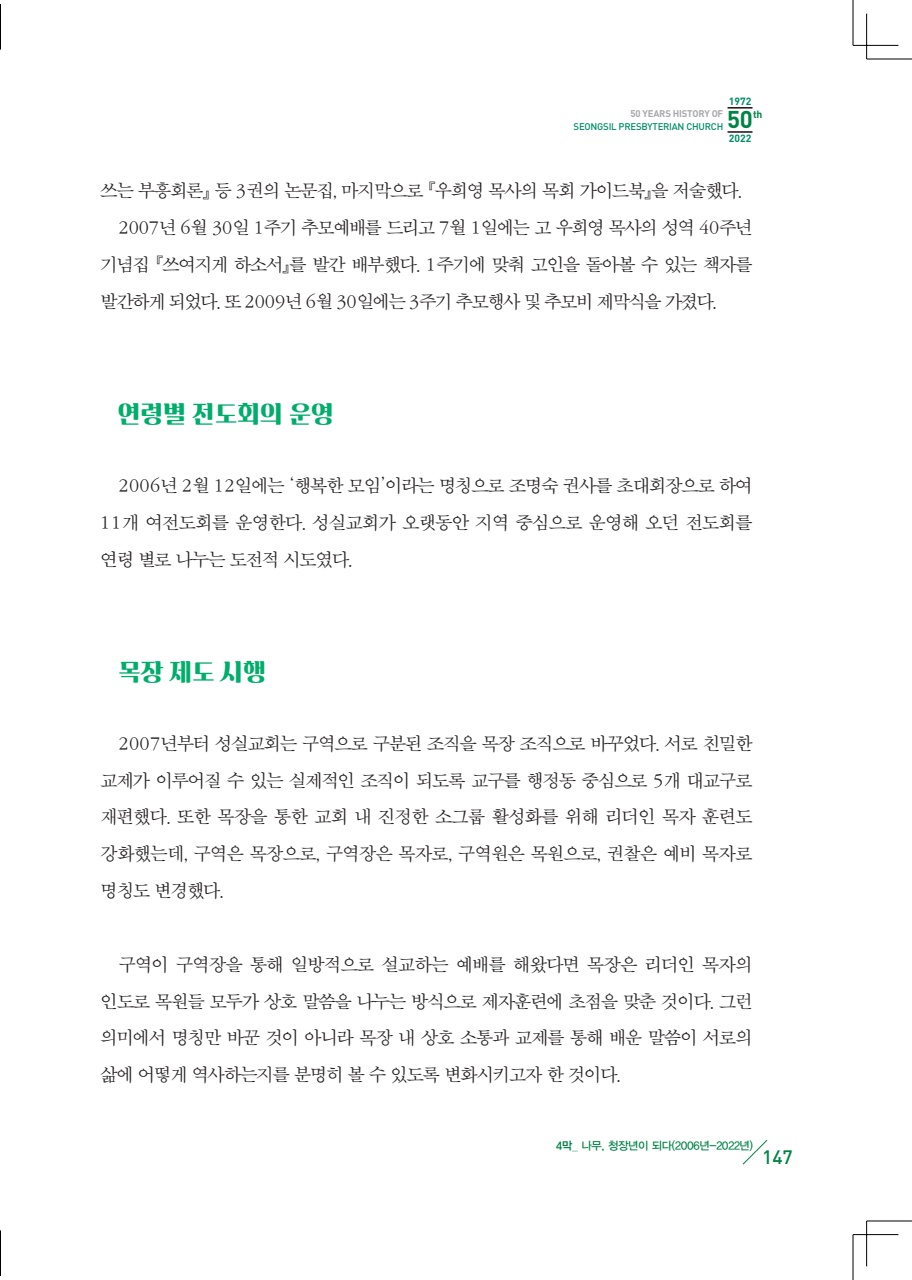 1972
50 YEARS HISTORY OF
50th
SEONGSIL PRESBYTERIAN CHURCH
2022
쓰는 부흥회론』 등 3권의 논문집, 마지막으로 『우희영 목사의 목회 가이드북』을 저술했다.
2007년 6월 30일 1주기 추모예배를 드리고 7월 1일에는 고 우희영 목사의 성역 40주년
기념집 『쓰여지게 하소서』를 발간 배부했다. 1주기에 맞춰 고인을 돌아볼 수 있는 책자를
발간하게 되었다. 또 2009년 6월 30일에는 3주기 추모행사 및 추모비 제막식을 가졌다.
연령별 전도회의 운영
2006년 2월 12일에는 ‘행복한 모임’이라는 명칭으로 조명숙 권사를 초대회장으로 하여
11개 여전도회를 운영한다. 성실교회가 오랫동안 지역 중심으로 운영해 오던 전도회를
연령 별로 나누는 도전적 시도였다.
목장 제도 시행
2007년부터 성실교회는 구역으로 구분된 조직을 목장 조직으로 바꾸었다. 서로 친밀한
교제가 이루어질 수 있는 실제적인 조직이 되도록 교구를 행정동 중심으로 5개 대교구로
재편했다. 또한 목장을 통한 교회 내 진정한 소그룹 활성화를 위해 리더인 목자 훈련도
강화했는데, 구역은 목장으로, 구역장은 목자로, 구역원은 목원으로, 권찰은 예비 목자로
명칭도 변경했다.
구역이 구역장을 통해 일방적으로 설교하는 예배를 해왔다면 목장은 리더인 목자의
인도로 목원들 모두가 상호 말씀을 나누는 방식으로 제자훈련에 초점을 맞춘 것이다. 그런
의미에서 명칭만 바꾼 것이 아니라 목장 내 상호 소통과 교제를 통해 배운 말씀이 서로의
삶에 어떻게 역사하는지를 분명히 볼 수 있도록 변화시키고자 한 것이다.
4막_ 나무, 청장년이 되다(2006년-2022년)
147